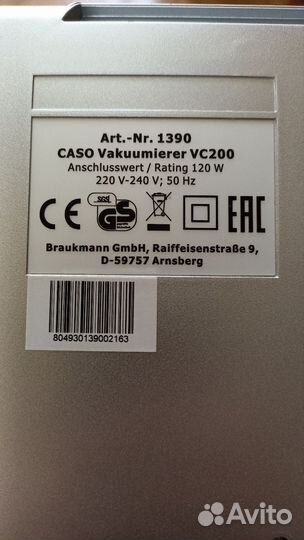 Art.-Nr. 1390
CASO Vakuumierer VC200
Anschlusswert / Rating 120 W
220 V-240 V; 50 Hz
CE SGS GS EAC
Braukmann GmbH, Raiffeisenstraße 9,
D-59757 Arnsberg
804930139002163
Avito